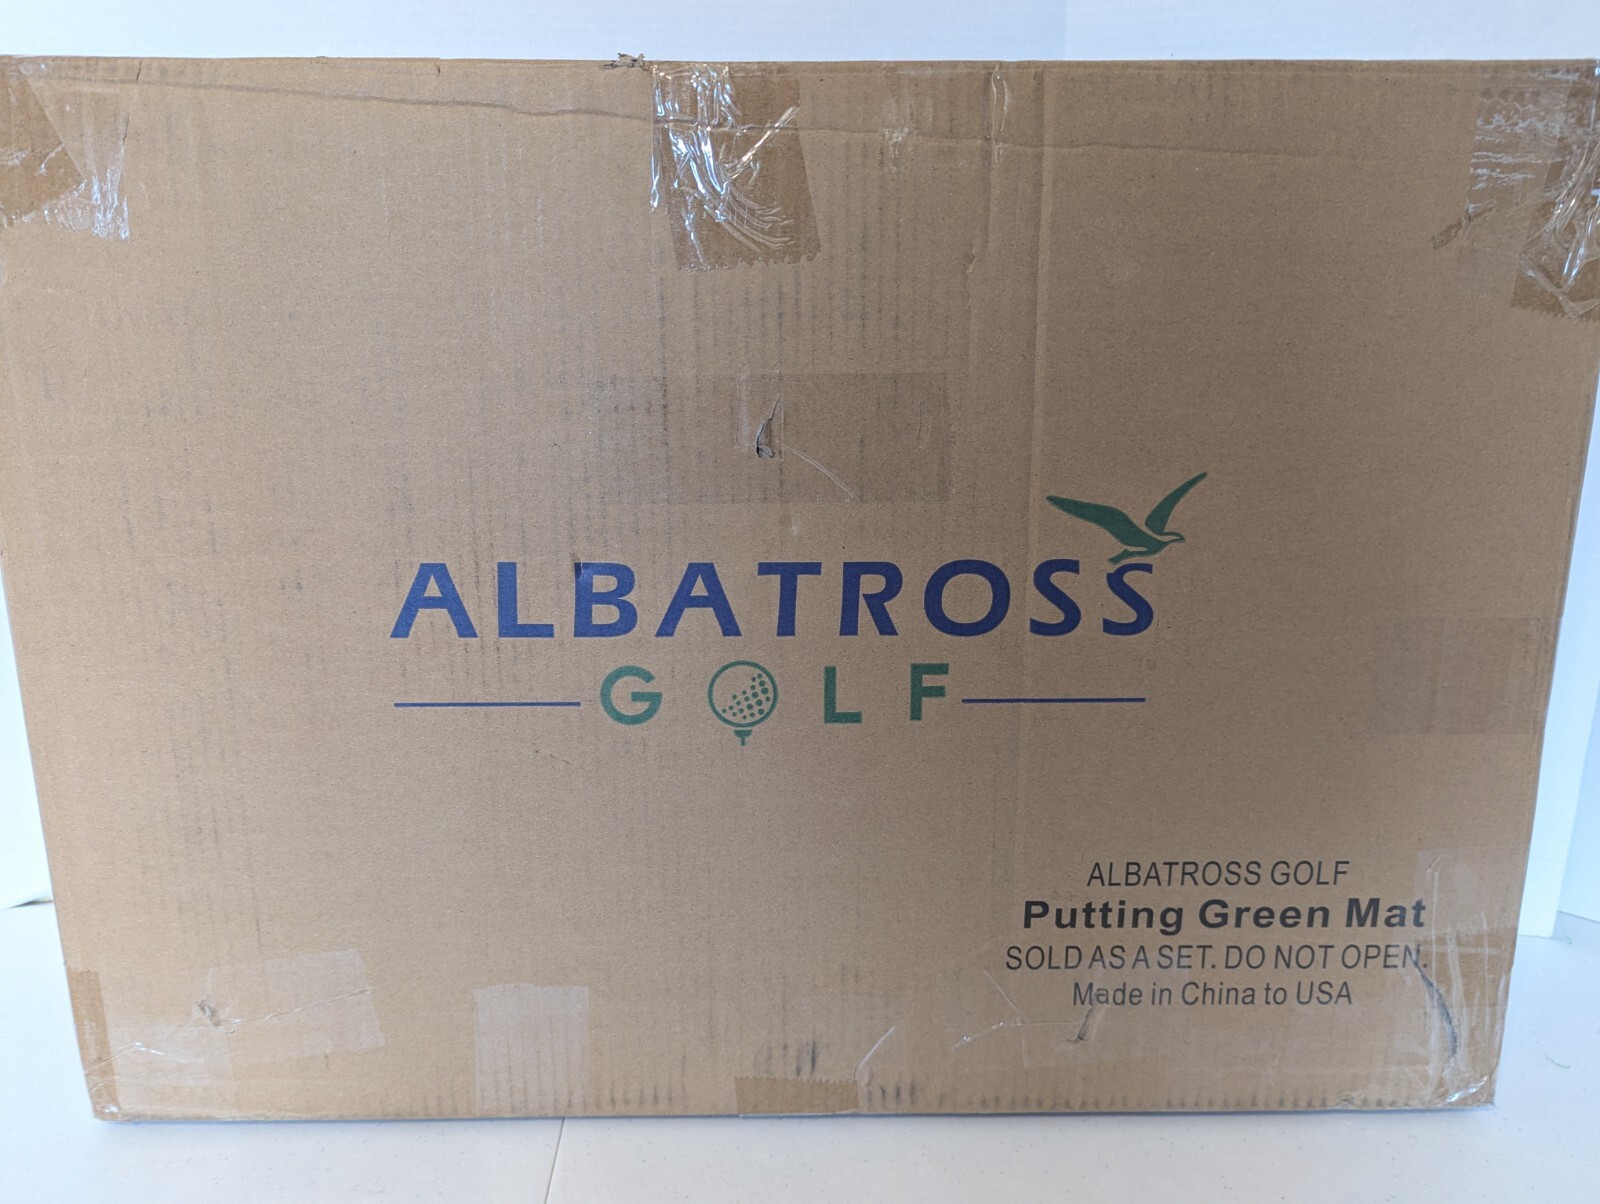 ALBATROSS
GOLF
ALBATROSS GOLF
Putting Green Mat
SOLD AS A SET. DO NOT OPEN.
Made in China to USA